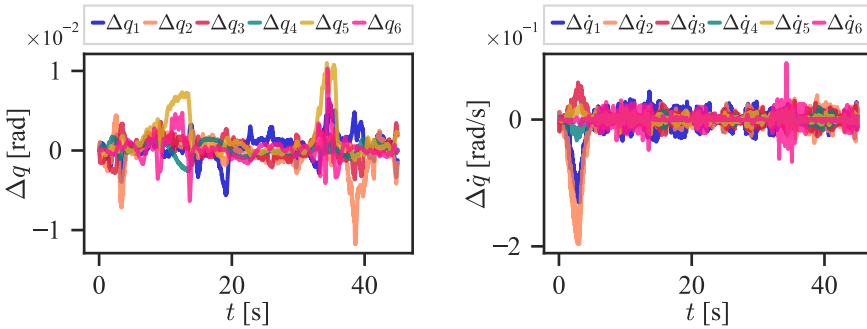 Δq₁ Δq₂ Δq₃ Δq₄ Δq₅ Δq₆
×10⁻²
1
0
−1
Δq [rad]
0 20 40
t [s]
Δq̇₁ Δq̇₂ Δq̇₃ Δq̇₄ Δq̇₅ Δq̇₆
×10⁻¹
0
−2
Δq̇ [rad/s]
0 20 40
t [s]